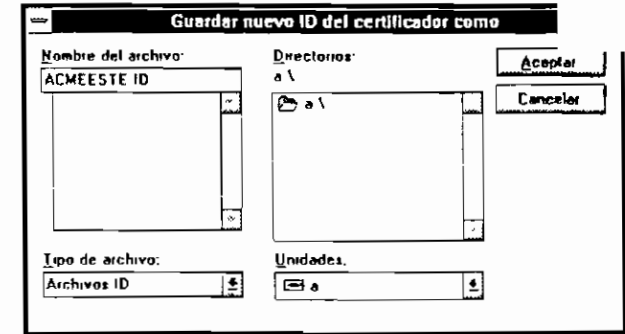 Guardar nuevo ID del certificador como
Nombre del archivo:
ACMEESTE ID
Directorios:
a \
a \
Aceptar
Cancelar
Tipo de archivo:
Archivos ID
Unidades.
a